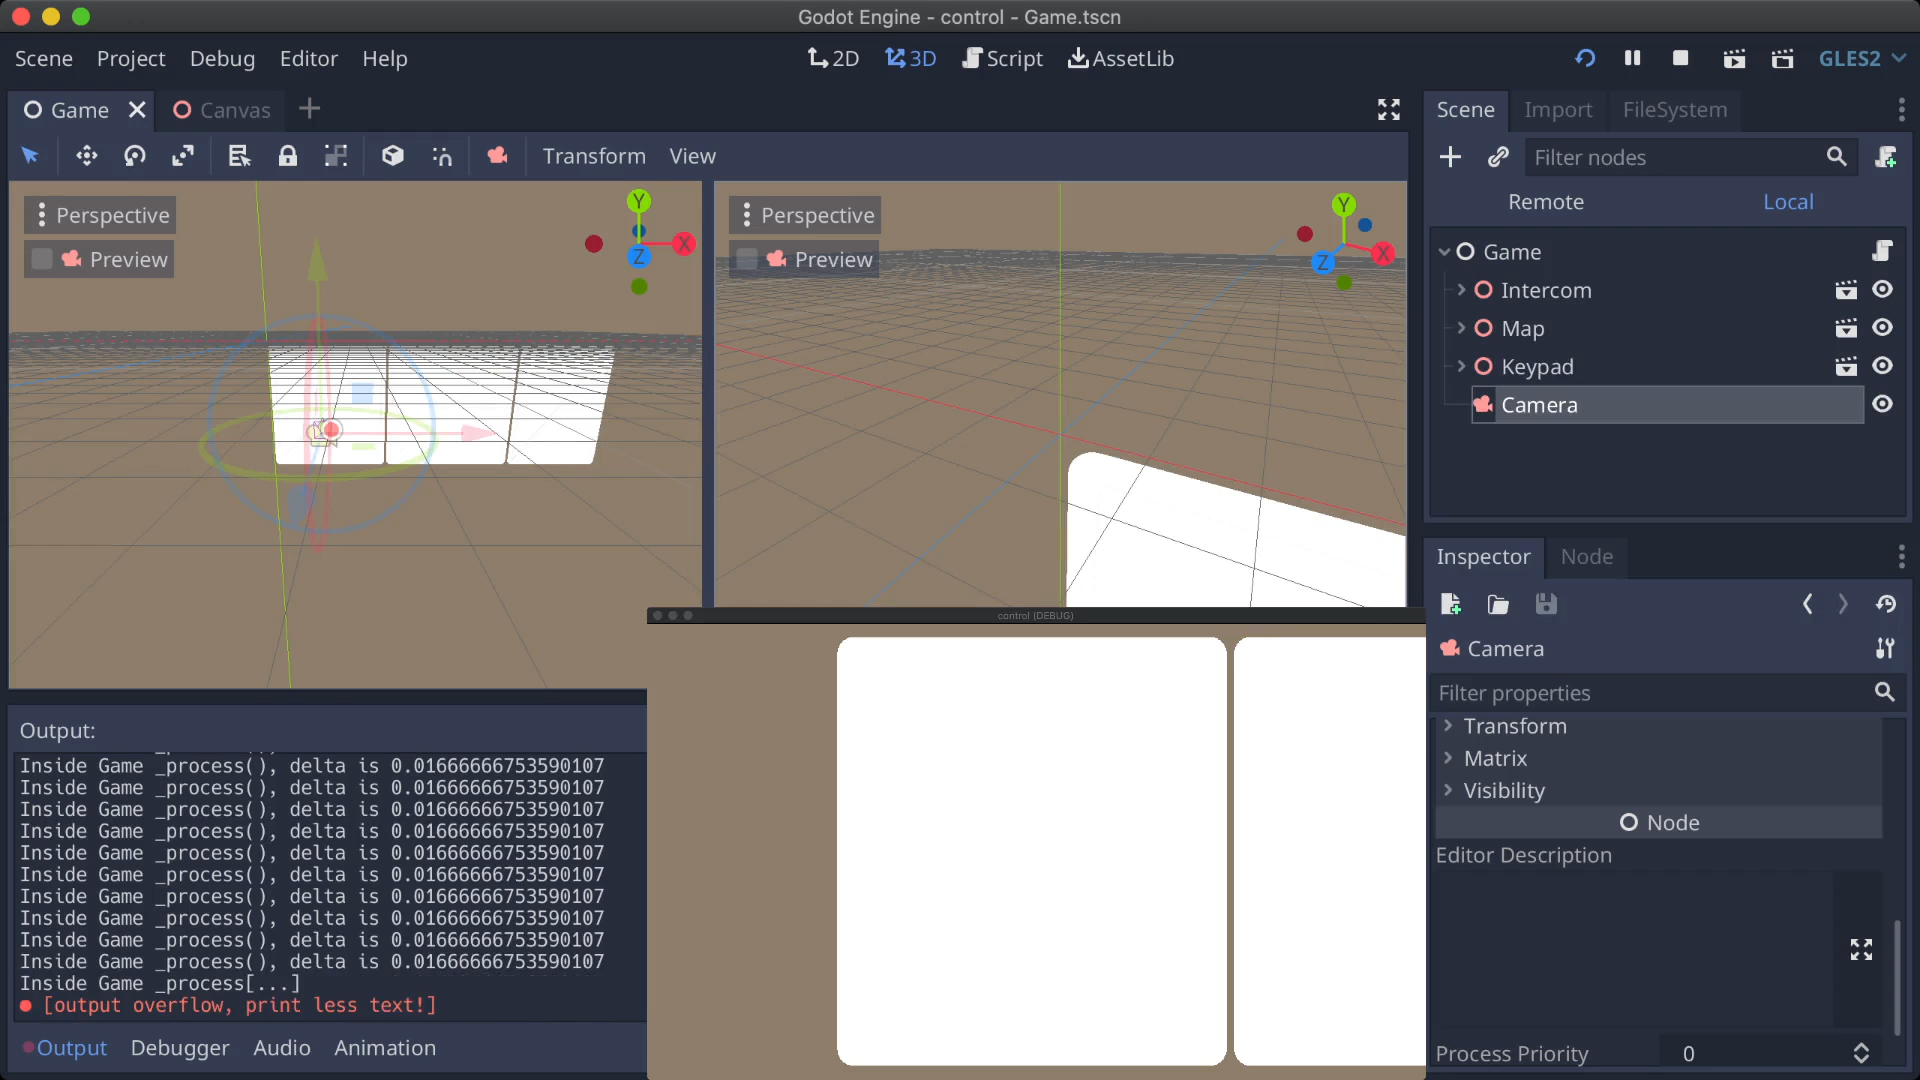 Godot Engine - control - Game.tscn
Scene Project Debug Editor Help
2D 3D Script AssetLib
GLES2
Game Canvas
Transform View
Perspective
Preview
Y
X
Z
Perspective
Preview
Y
X
Z
Scene Import FileSystem
Filter nodes
Remote Local
Game
Intercom
Map
Keypad
Camera
Inspector Node
Camera
Filter properties
Transform
Matrix
Visibility
Node
Editor Description
Process Priority 0
control (DEBUG)
Output:
Inside Game _process(), delta is 0.01666666753590107
Inside Game _process(), delta is 0.01666666753590107
Inside Game _process(), delta is 0.01666666753590107
Inside Game _process(), delta is 0.01666666753590107
Inside Game _process(), delta is 0.01666666753590107
Inside Game _process(), delta is 0.01666666753590107
Inside Game _process(), delta is 0.01666666753590107
Inside Game _process(), delta is 0.01666666753590107
Inside Game _process(), delta is 0.01666666753590107
Inside Game _process(), delta is 0.01666666753590107
Inside Game _process[...]
[output overflow, print less text!]
Output Debugger Audio Animation